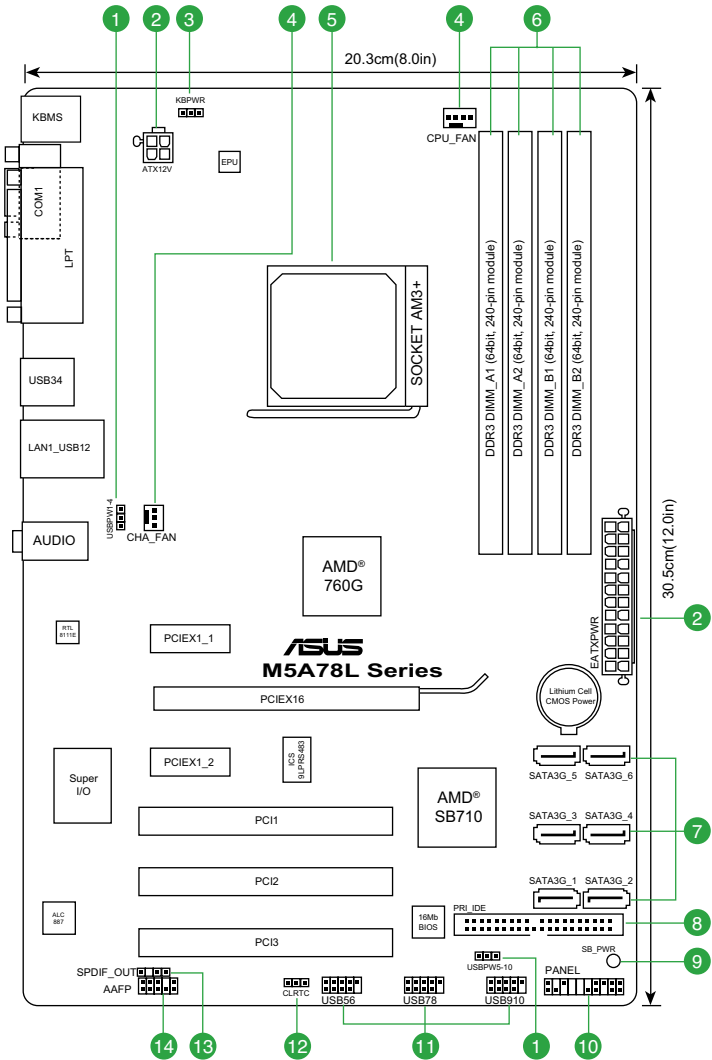 1
2
3
4
5
4
6
20.3cm(8.0in)
KBMS
KBPWR
ATX12V
EPU
CPU_FAN
COM1
LPT
SOCKET AM3+
DDR3 DIMM_A1 (64bit, 240-pin module)
DDR3 DIMM_A2 (64bit, 240-pin module)
DDR3 DIMM_B1 (64bit, 240-pin module)
DDR3 DIMM_B2 (64bit, 240-pin module)
USB34
LAN1_USB12
USBPW1-4
CHA_FAN
AUDIO
30.5cm(12.0in)
AMD®
760G
EATXPWR
2
RTL
8111E
PCIEX1_1
ASUS
M5A78L Series
PCIEX16
Lithium Cell
CMOS Power
PCIEX1_2
ICS
9LPRS483
Super
I/O
AMD®
SB710
SATA3G_5
SATA3G_6
SATA3G_3
SATA3G_4
7
PCI1
SATA3G_1
SATA3G_2
PCI2
ALC
887
16Mb
BIOS
PRI_IDE
8
PCI3
SB_PWR
9
USBPW5-10
PANEL
SPDIF_OUT
AAFP
CLRTC
USB56
USB78
USB910
14
13
12
11
1
10